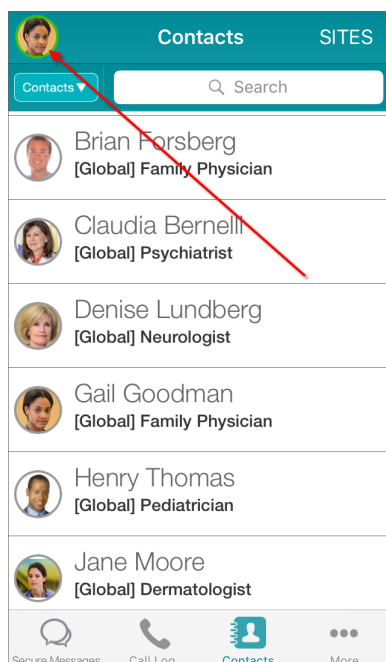 Contacts SITES
Contacts ▼ Search
Brian Forsberg
[Global] Family Physician
Claudia Bernelli
[Global] Psychiatrist
Denise Lundberg
[Global] Neurologist
Gail Goodman
[Global] Family Physician
Henry Thomas
[Global] Pediatrician
Jane Moore
[Global] Dermatologist
Secure Messages Call Log Contacts More